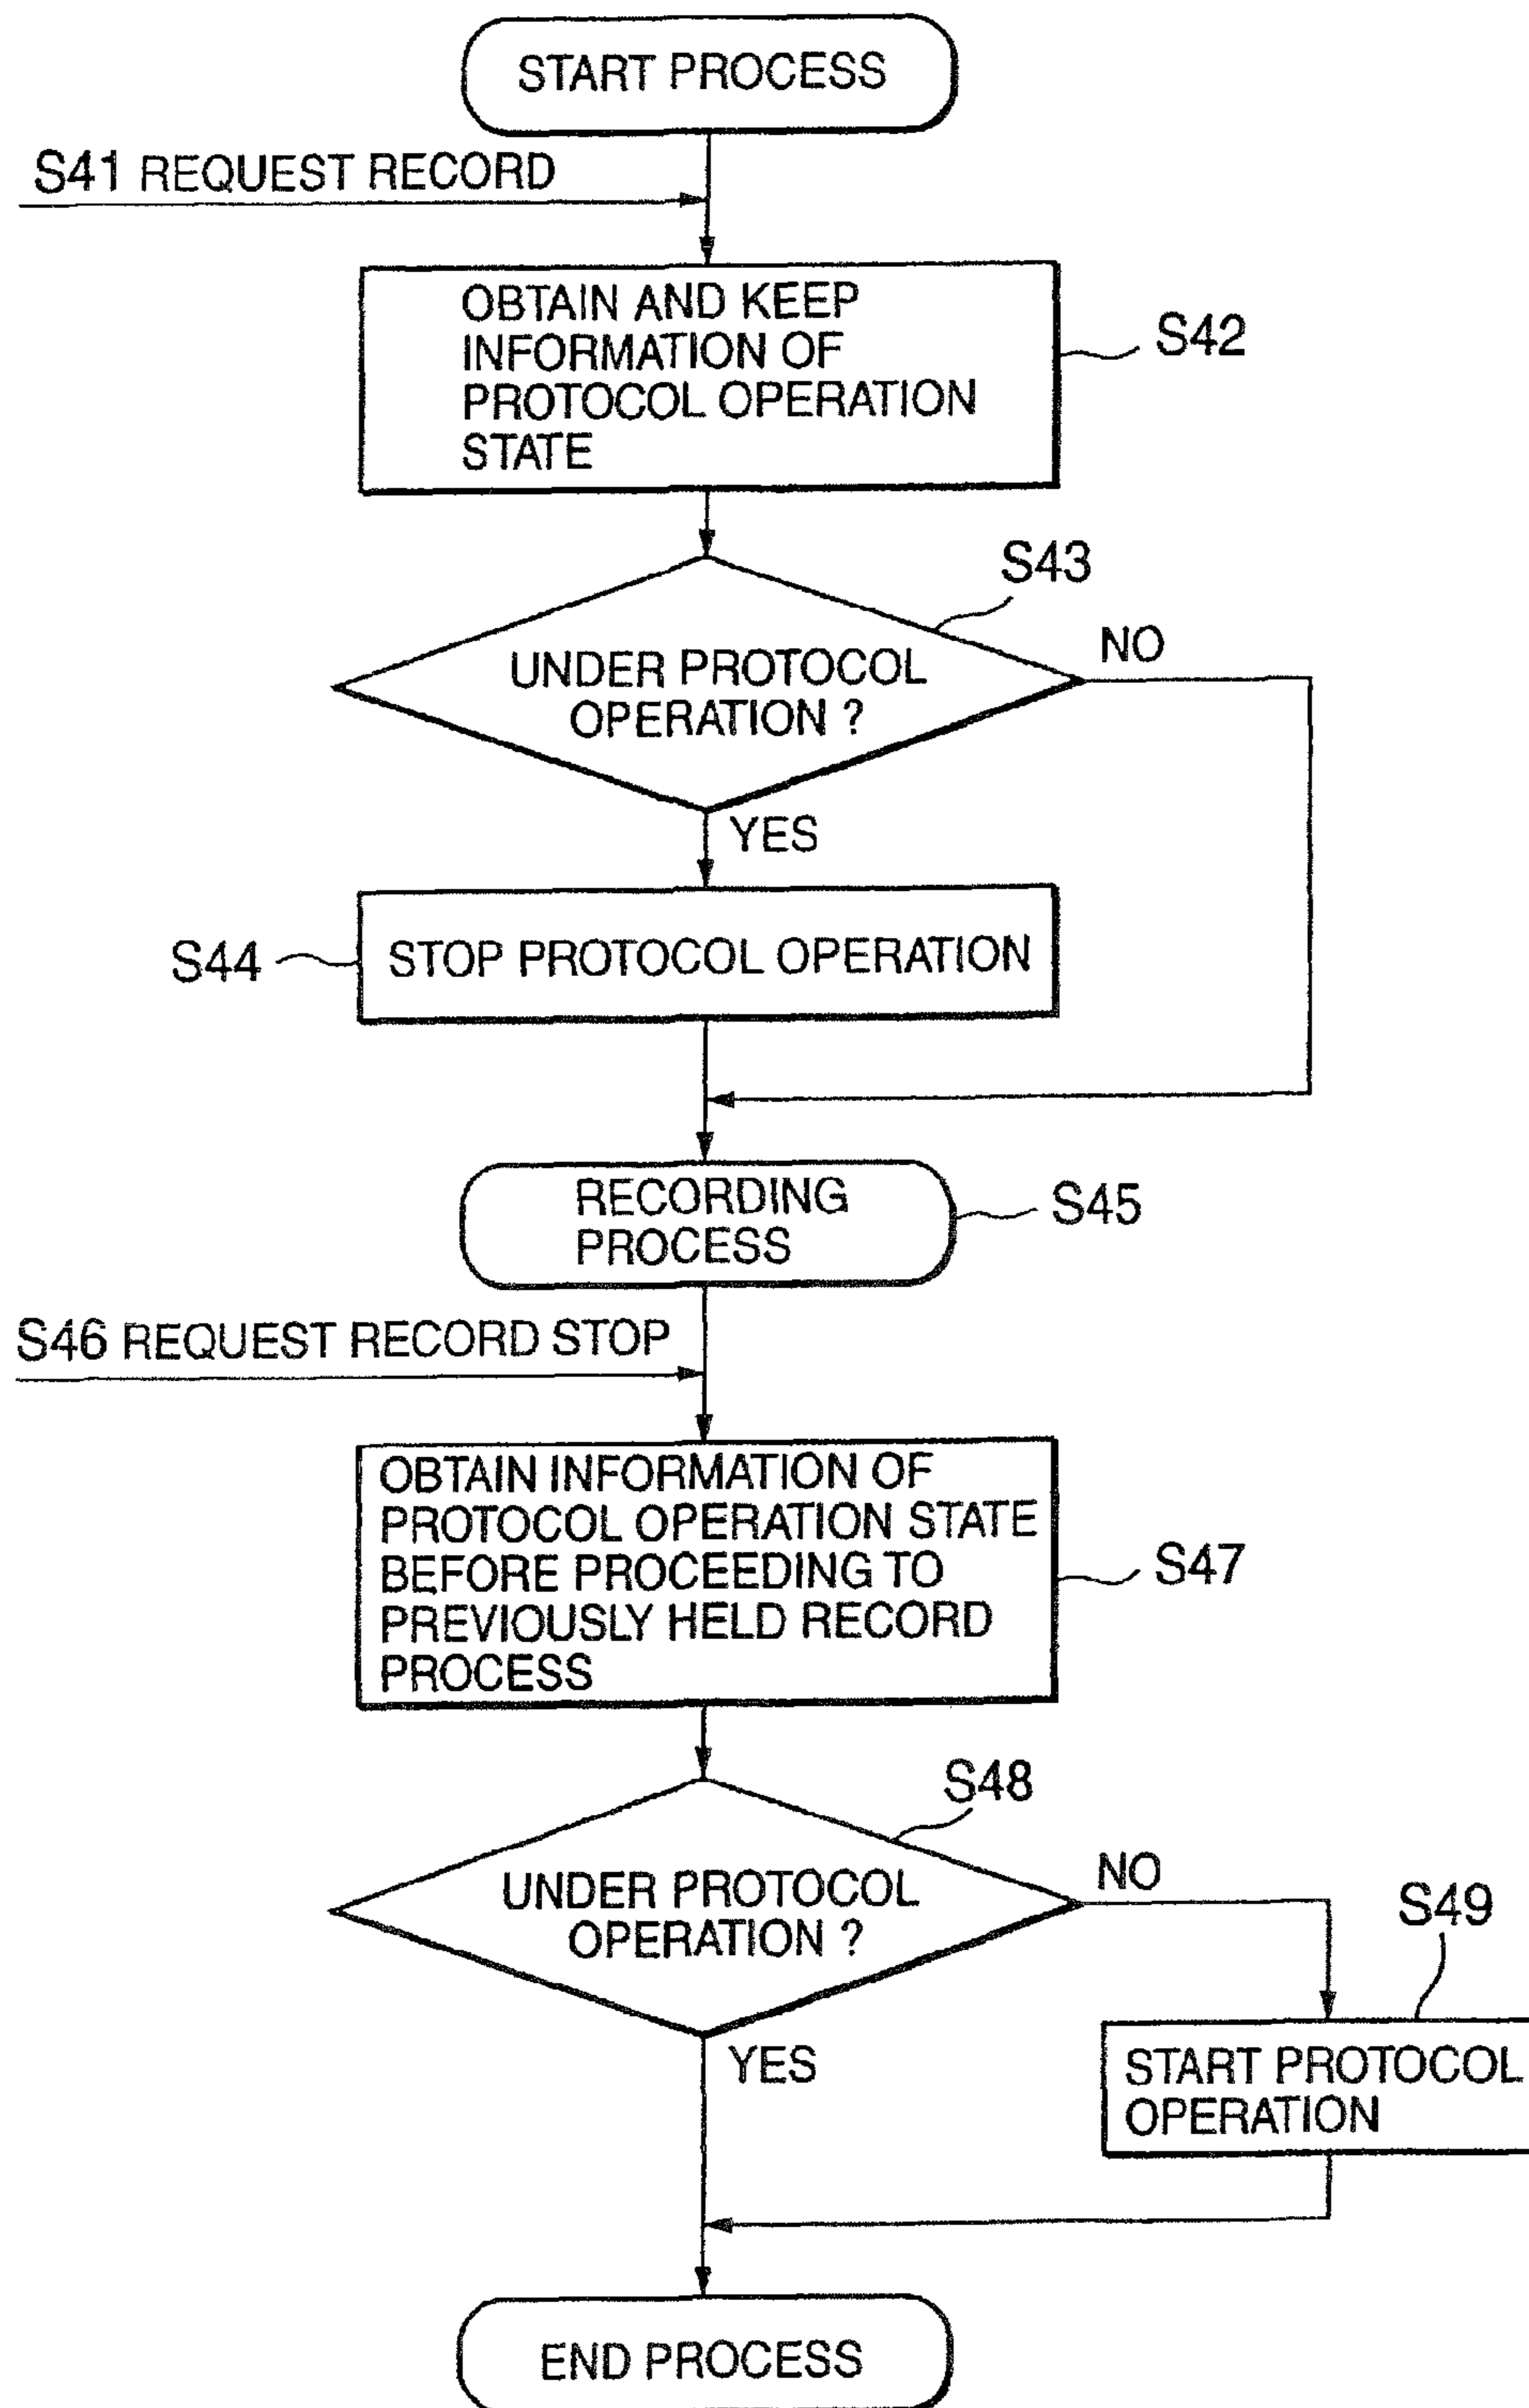 START PROCESS
S41 REQUEST RECORD
OBTAIN AND KEEP
INFORMATION OF
PROTOCOL OPERATION
STATE
S42
S43
UNDER PROTOCOL
OPERATION ?
NO
YES
S44
STOP PROTOCOL OPERATION
RECORDING
PROCESS
S45
S46 REQUEST RECORD STOP
OBTAIN INFORMATION OF
PROTOCOL OPERATION STATE
BEFORE PROCEEDING TO
PREVIOUSLY HELD RECORD
PROCESS
S47
S48
UNDER PROTOCOL
OPERATION ?
NO
S49
YES
START PROTOCOL
OPERATION
END PROCESS